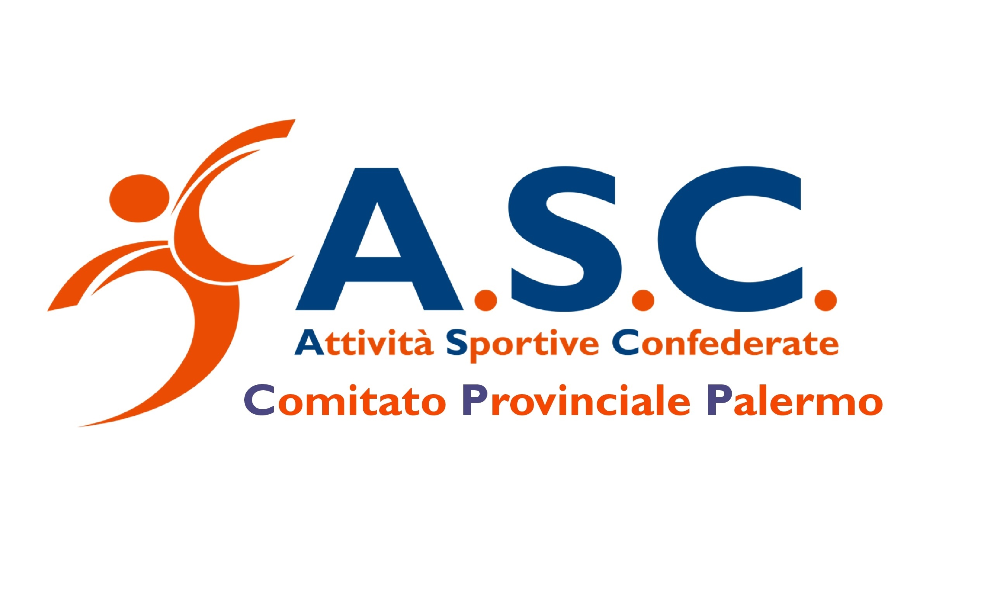 A.S.C.
Attività Sportive Confederate
Comitato Provinciale Palermo